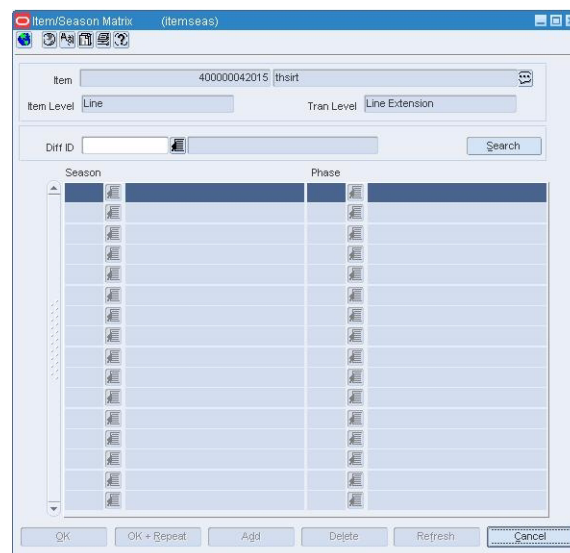 Item/Season Matrix (itemseas)
Item 400000042015 thsirt
Item Level Line Tran Level Line Extension
Diff ID Search
Season Phase
OK OK + Repeat Add Delete Refresh Cancel